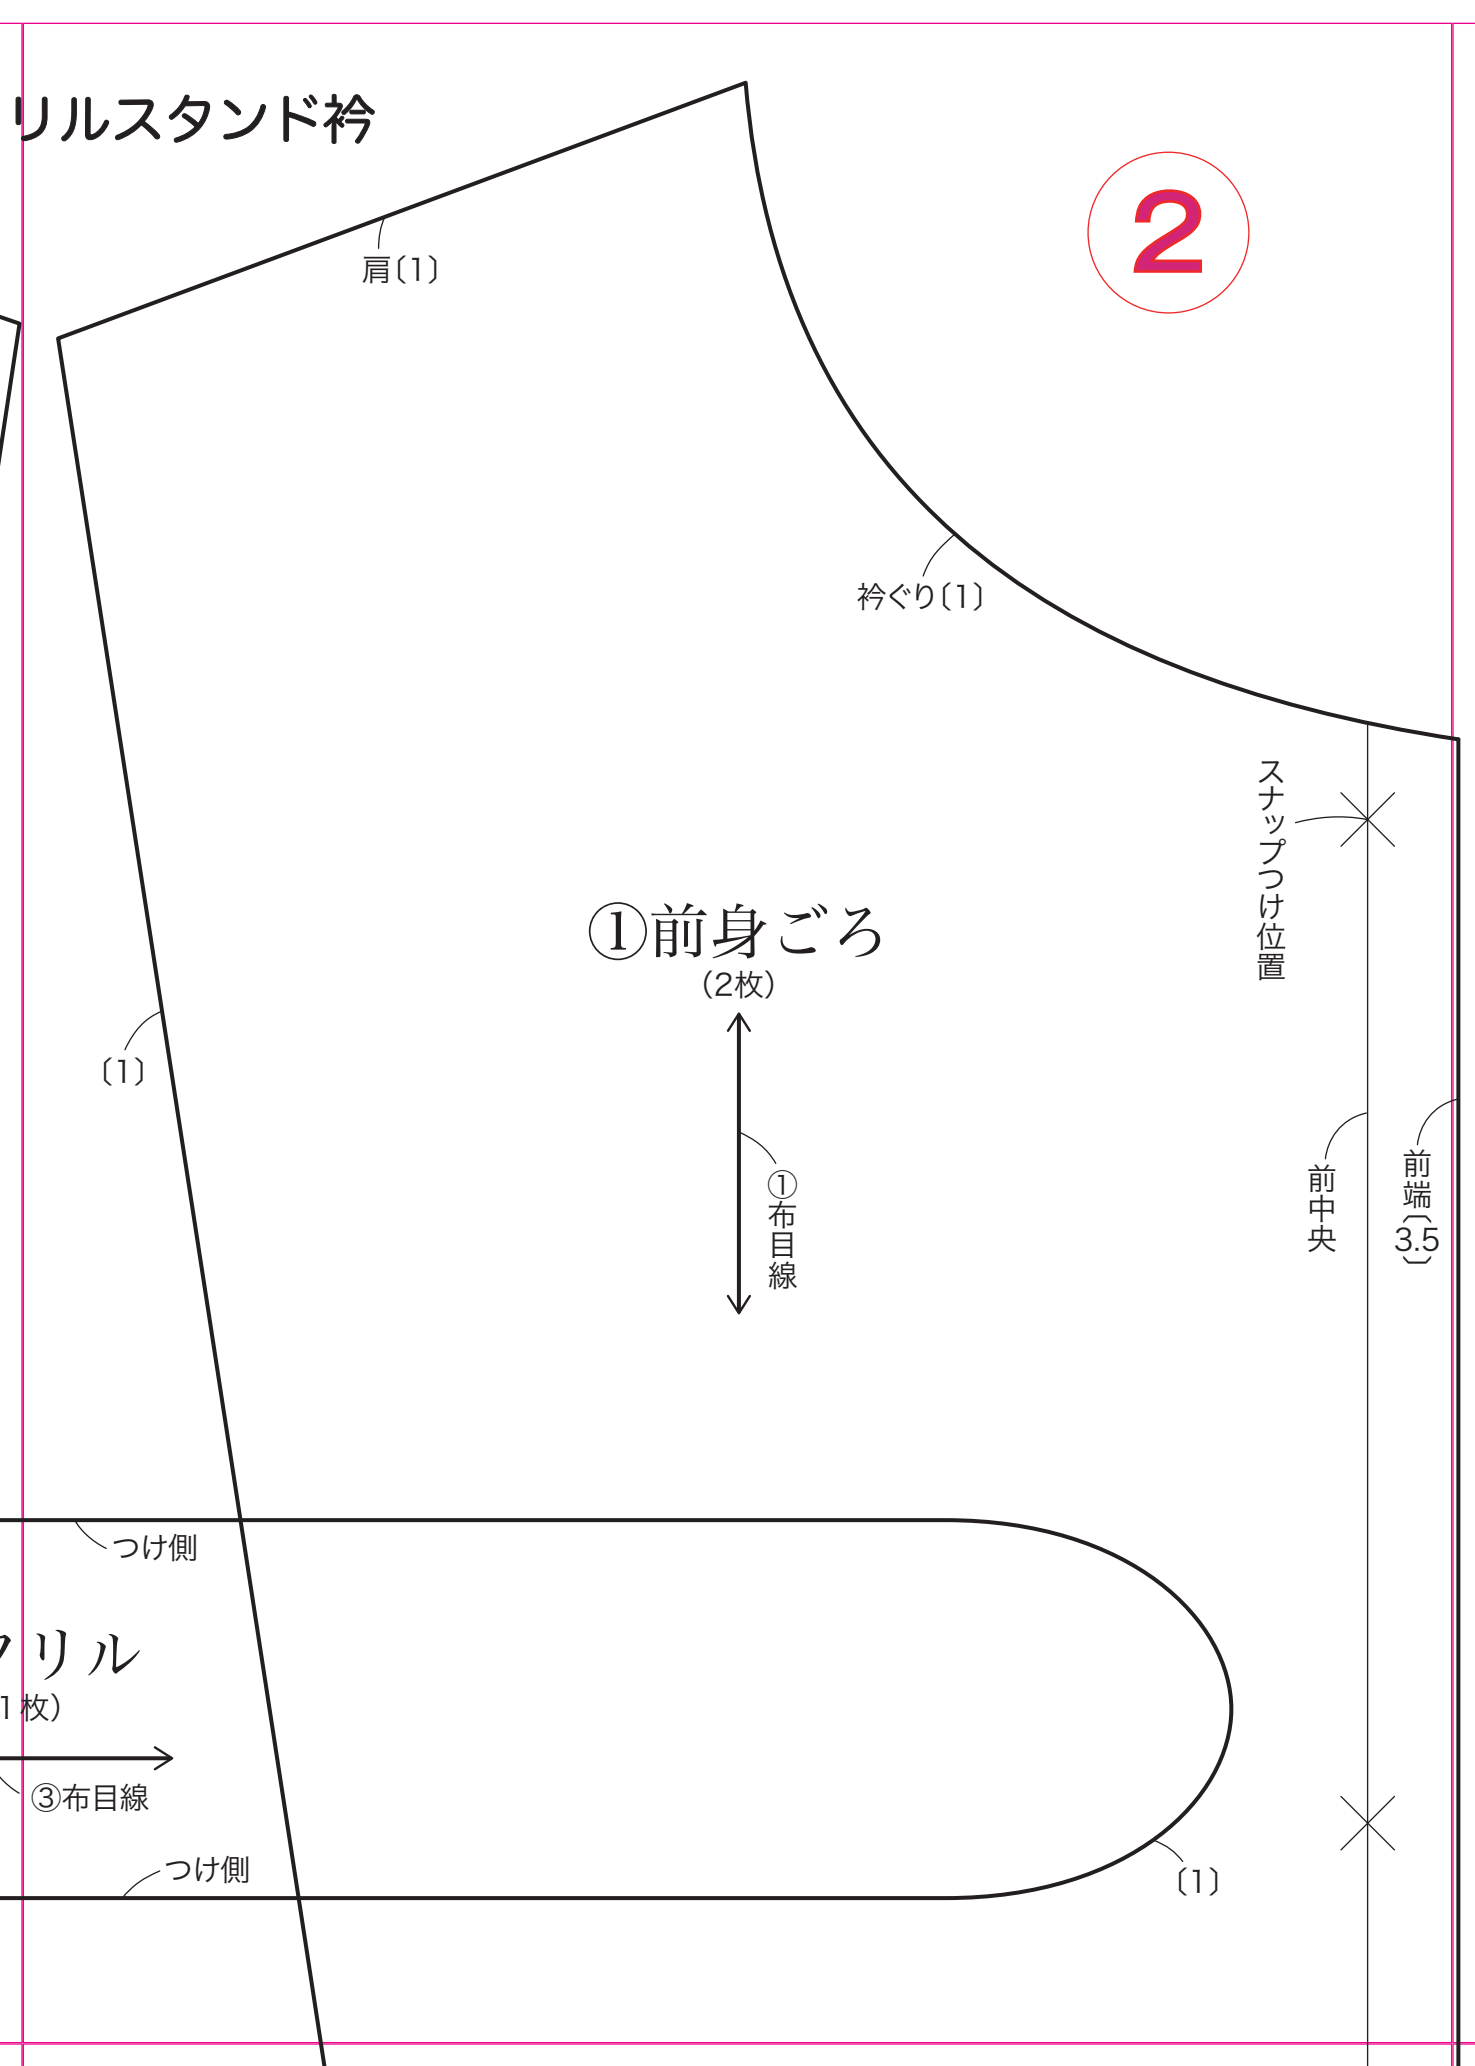 リルスタンド衿
2
肩〔1〕
衿ぐり〔1〕
スナップつけ位置
①前身ごろ
(2枚)
〔1〕
①布目線
前中央
前端〔3.5〕
つけ側
リル
1枚)
③布目線
つけ側
〔1〕